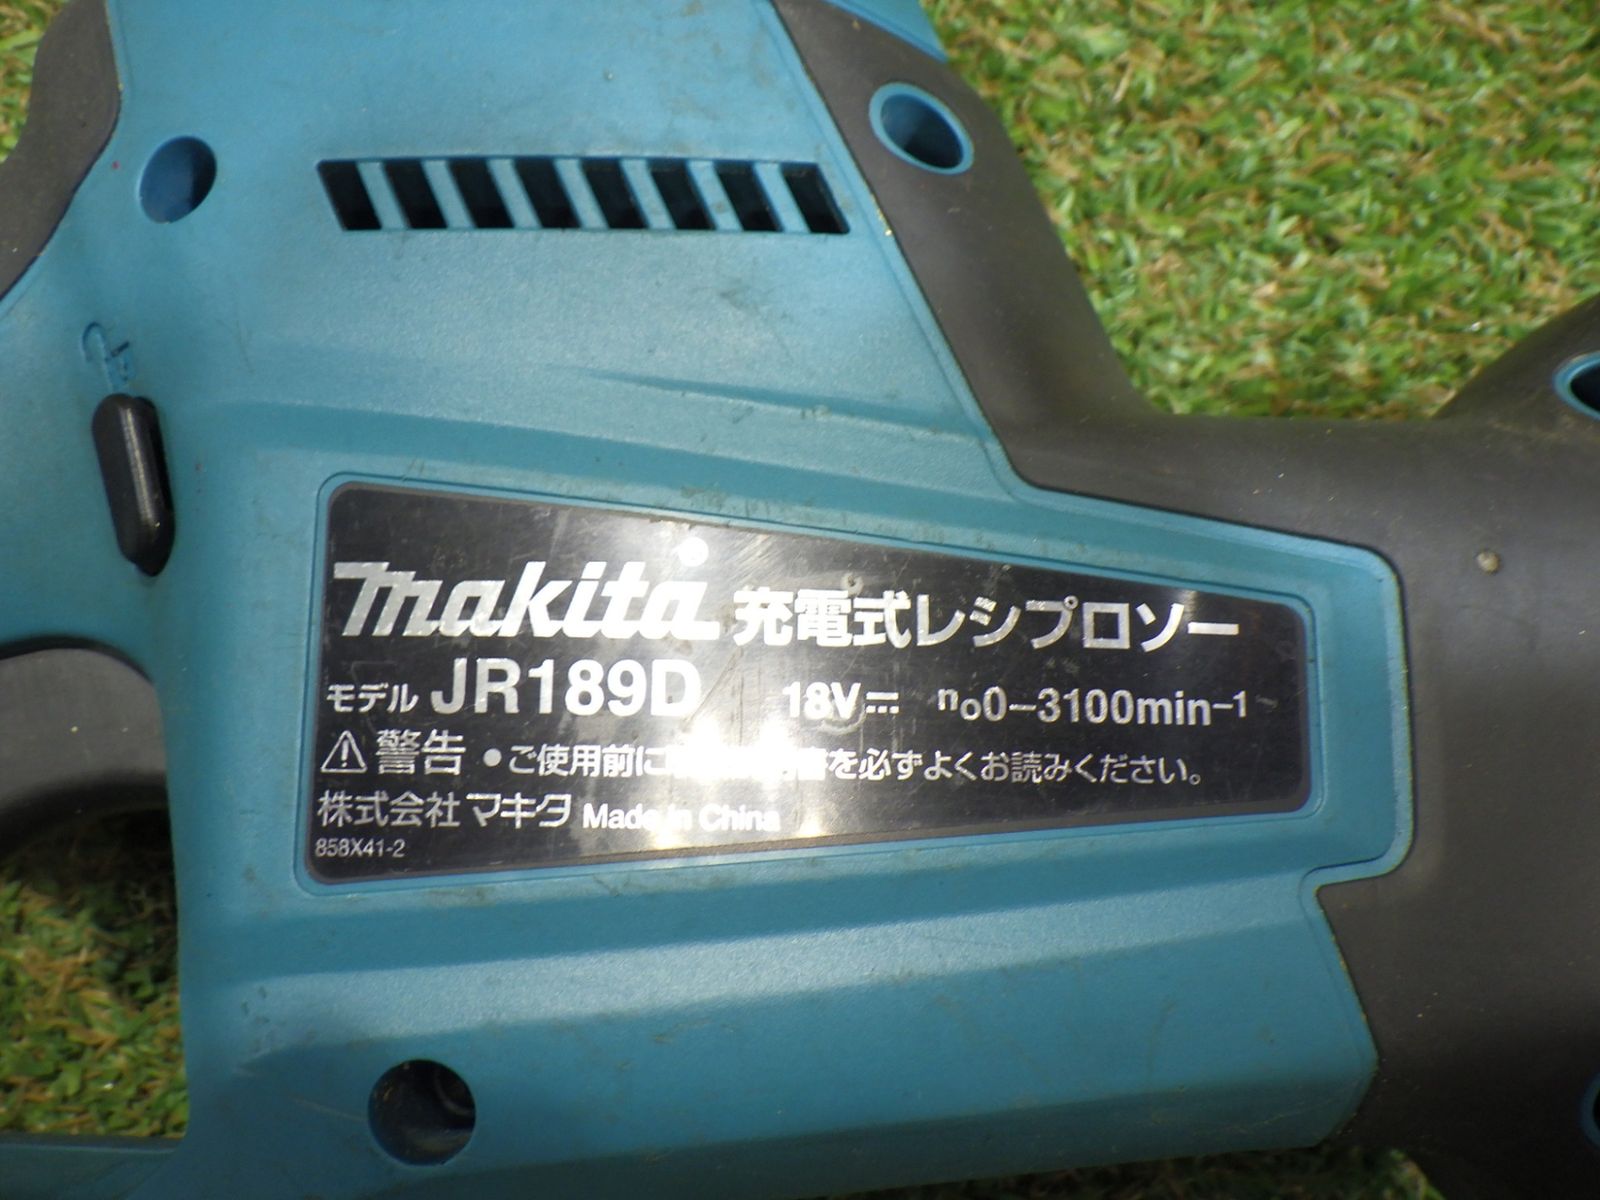 makita 充電式レシプロソー
モデル JR189D 18V n₀0-3100min-1
警告 ●ご使用前に書を必ずよくお読みください。
株式会社マキタ Made in China
858X41-2